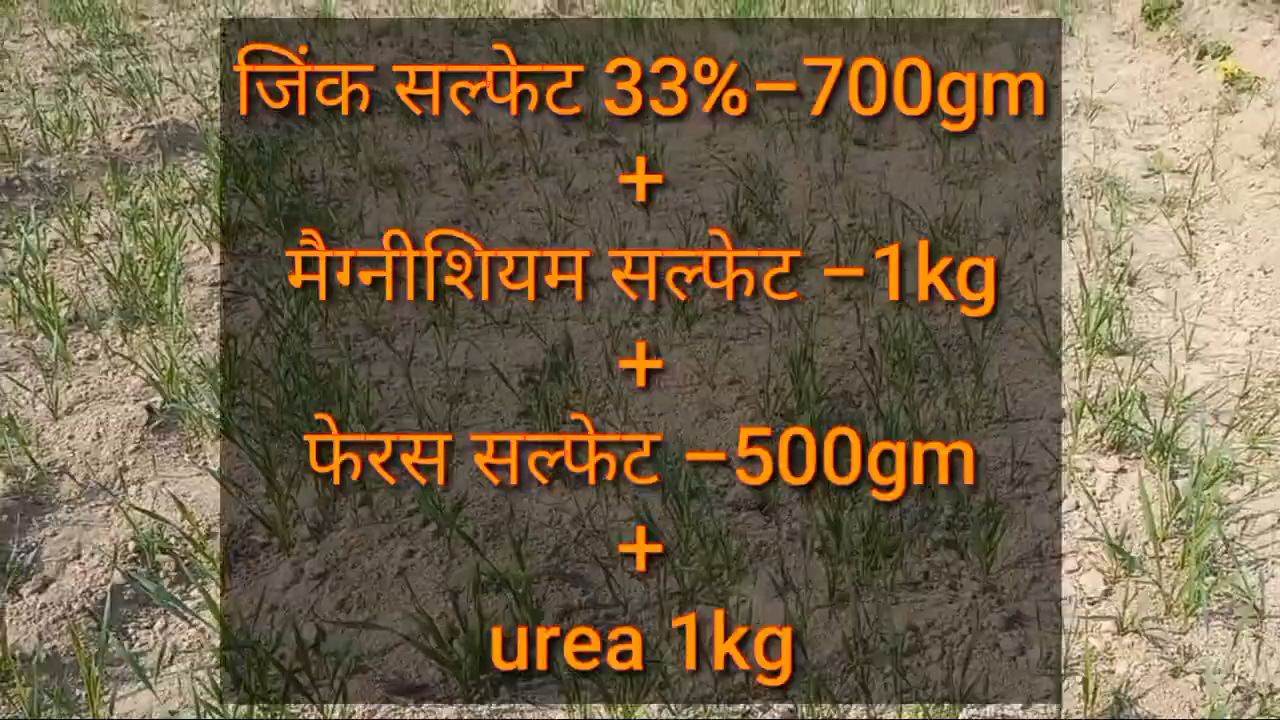 जिंक सल्फेट 33%–700gm
+
मैग्नीशियम सल्फेट –1kg
+
फेरस सल्फेट –500gm
+
urea 1kg